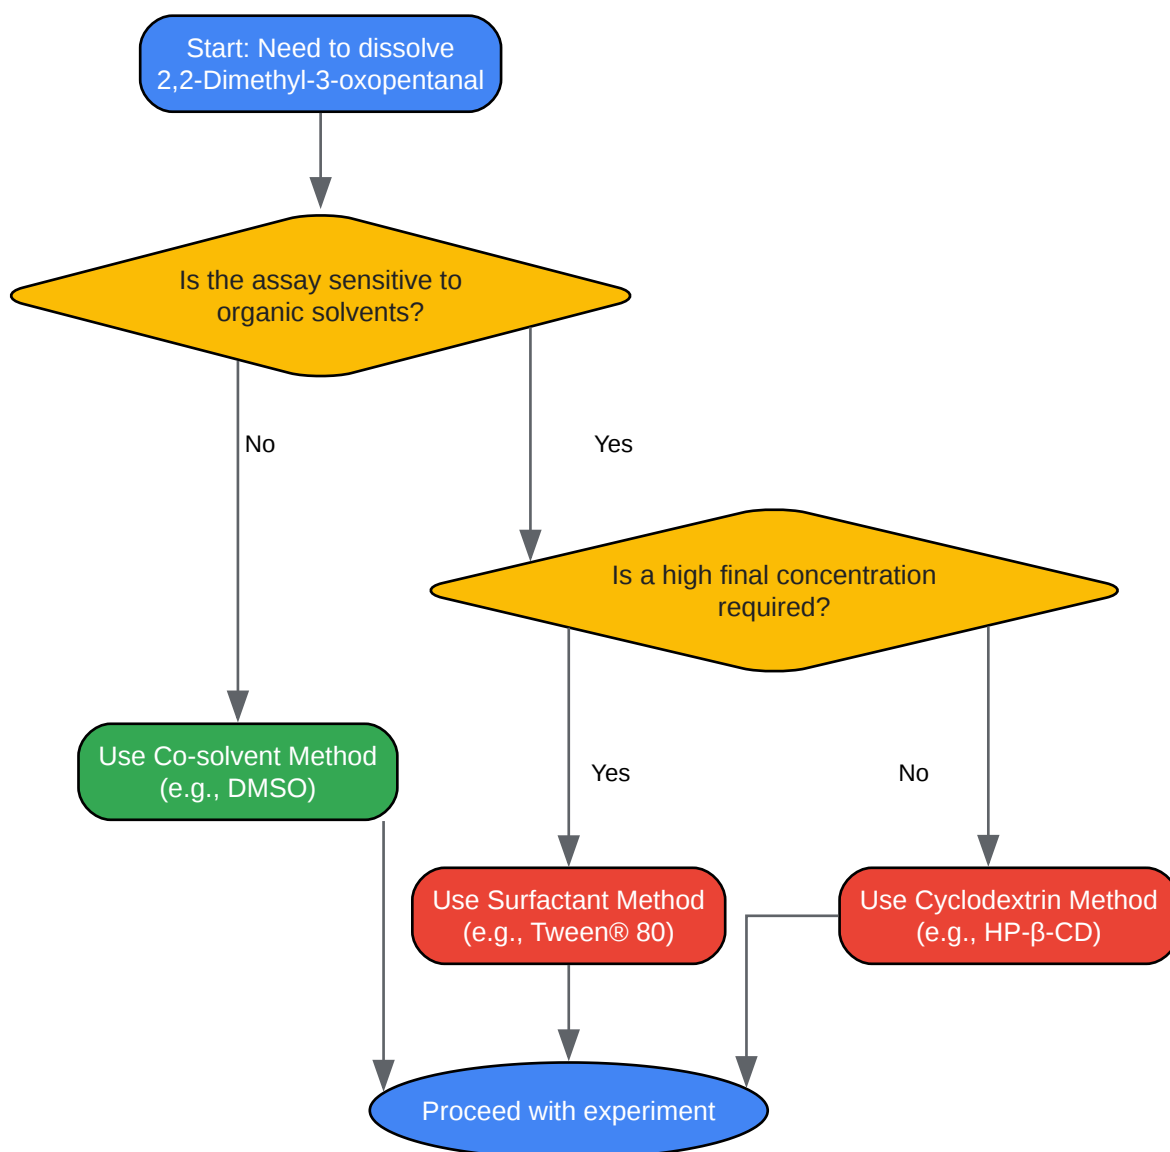 Start: Need to dissolve
2,2-Dimethyl-3-oxopentanal
Is the assay sensitive to
organic solvents?
No
Yes
Is a high final concentration
required?
Use Co-solvent Method
(e.g., DMSO)
Yes
No
Use Surfactant Method
(e.g., Tween® 80)
Use Cyclodextrin Method
(e.g., HP-β-CD)
Proceed with experiment